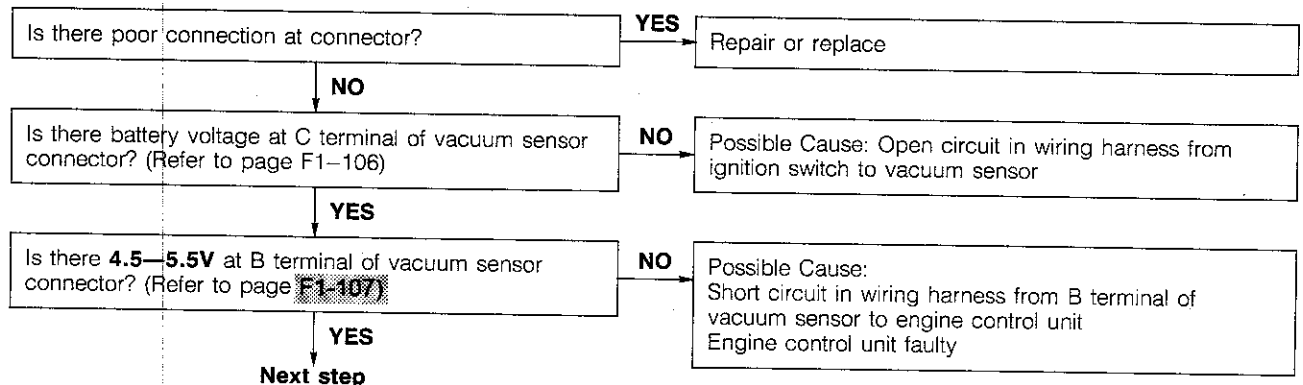 Is there poor connection at connector?
YES
Repair or replace
NO
Is there battery voltage at C terminal of vacuum sensor
connector? (Refer to page F1–106)
NO
Possible Cause: Open circuit in wiring harness from
ignition switch to vacuum sensor
YES
Is there 4.5—5.5V at B terminal of vacuum sensor
connector? (Refer to page F1-107)
NO
Possible Cause:
Short circuit in wiring harness from B terminal of
vacuum sensor to engine control unit
Engine control unit faulty
YES
Next step